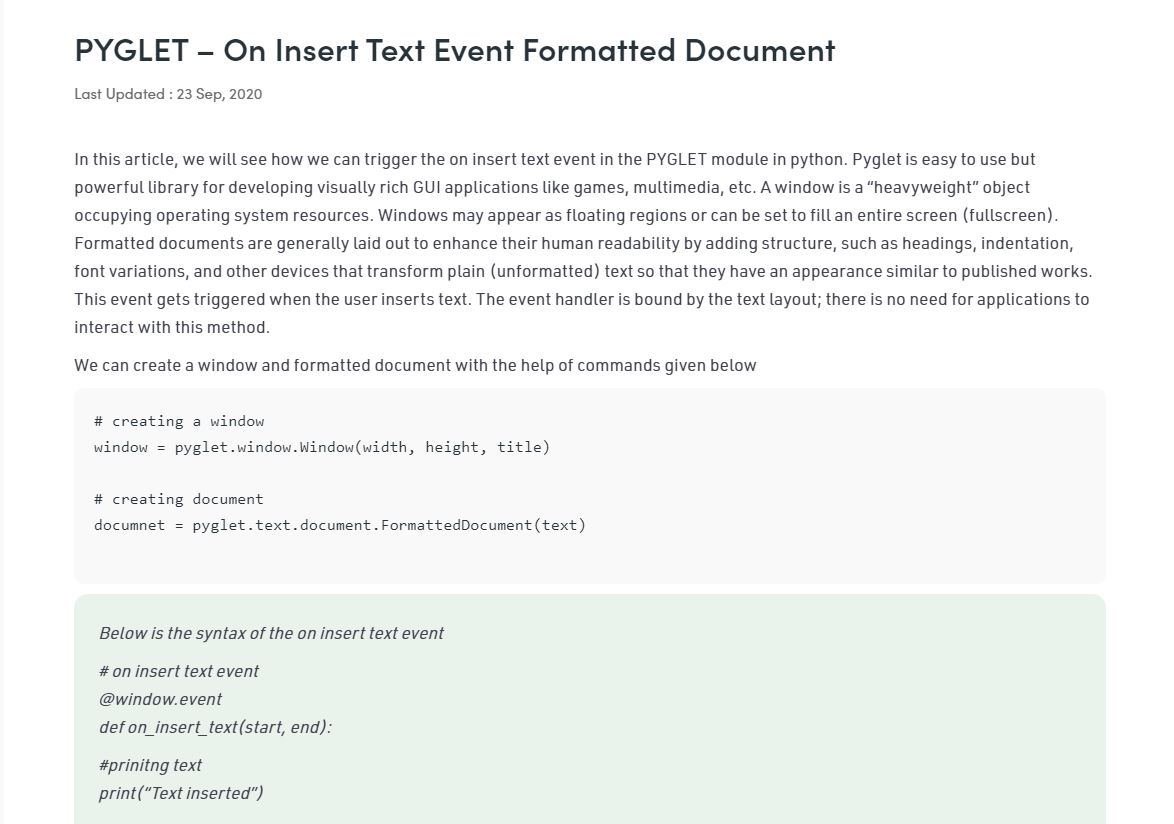 PYGLET – On Insert Text Event Formatted Document
Last Updated : 23 Sep, 2020
In this article, we will see how we can trigger the on insert text event in the PYGLET module in python. Pyglet is easy to use but
powerful library for developing visually rich GUI applications like games, multimedia, etc. A window is a “heavyweight” object
occupying operating system resources. Windows may appear as floating regions or can be set to fill an entire screen (fullscreen).
Formatted documents are generally laid out to enhance their human readability by adding structure, such as headings, indentation,
font variations, and other devices that transform plain (unformatted) text so that they have an appearance similar to published works.
This event gets triggered when the user inserts text. The event handler is bound by the text layout; there is no need for applications to
interact with this method.
We can create a window and formatted document with the help of commands given below
# creating a window
window = pyglet.window.Window(width, height, title)
# creating document
documnet = pyglet.text.document.FormattedDocument(text)
Below is the syntax of the on insert text event
# on insert text event
@window.event
def on_insert_text(start, end):
#prinitng text
print(“Text inserted”)